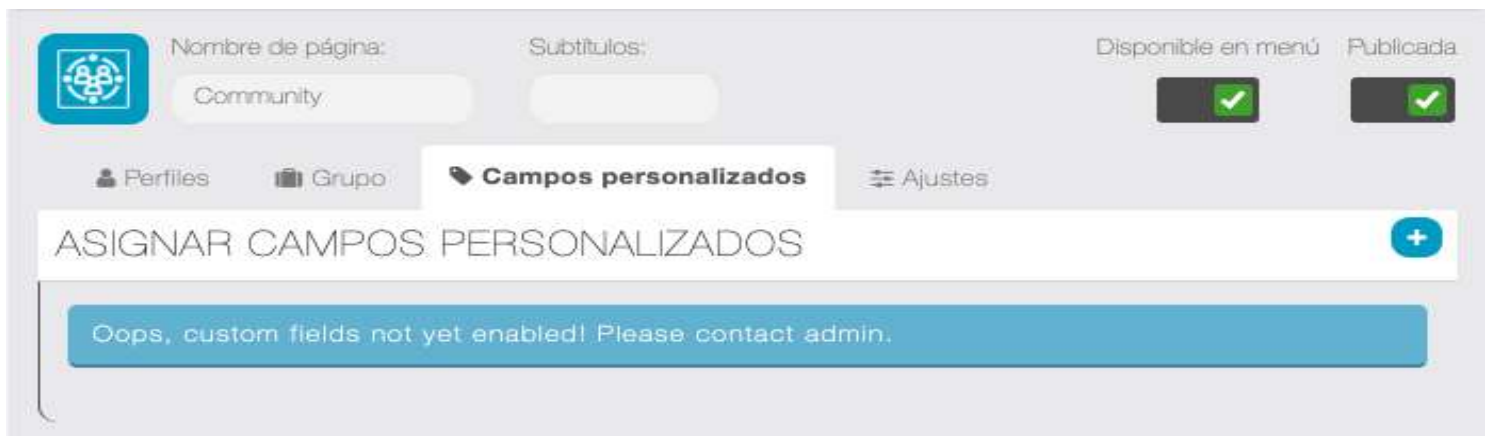 Nombre de página: Subtítulos: Disponible en menú Publicada
Community
Perfiles Grupo Campos personalizados Ajustes
ASIGNAR CAMPOS PERSONALIZADOS
Oops, custom fields not yet enabled! Please contact admin.